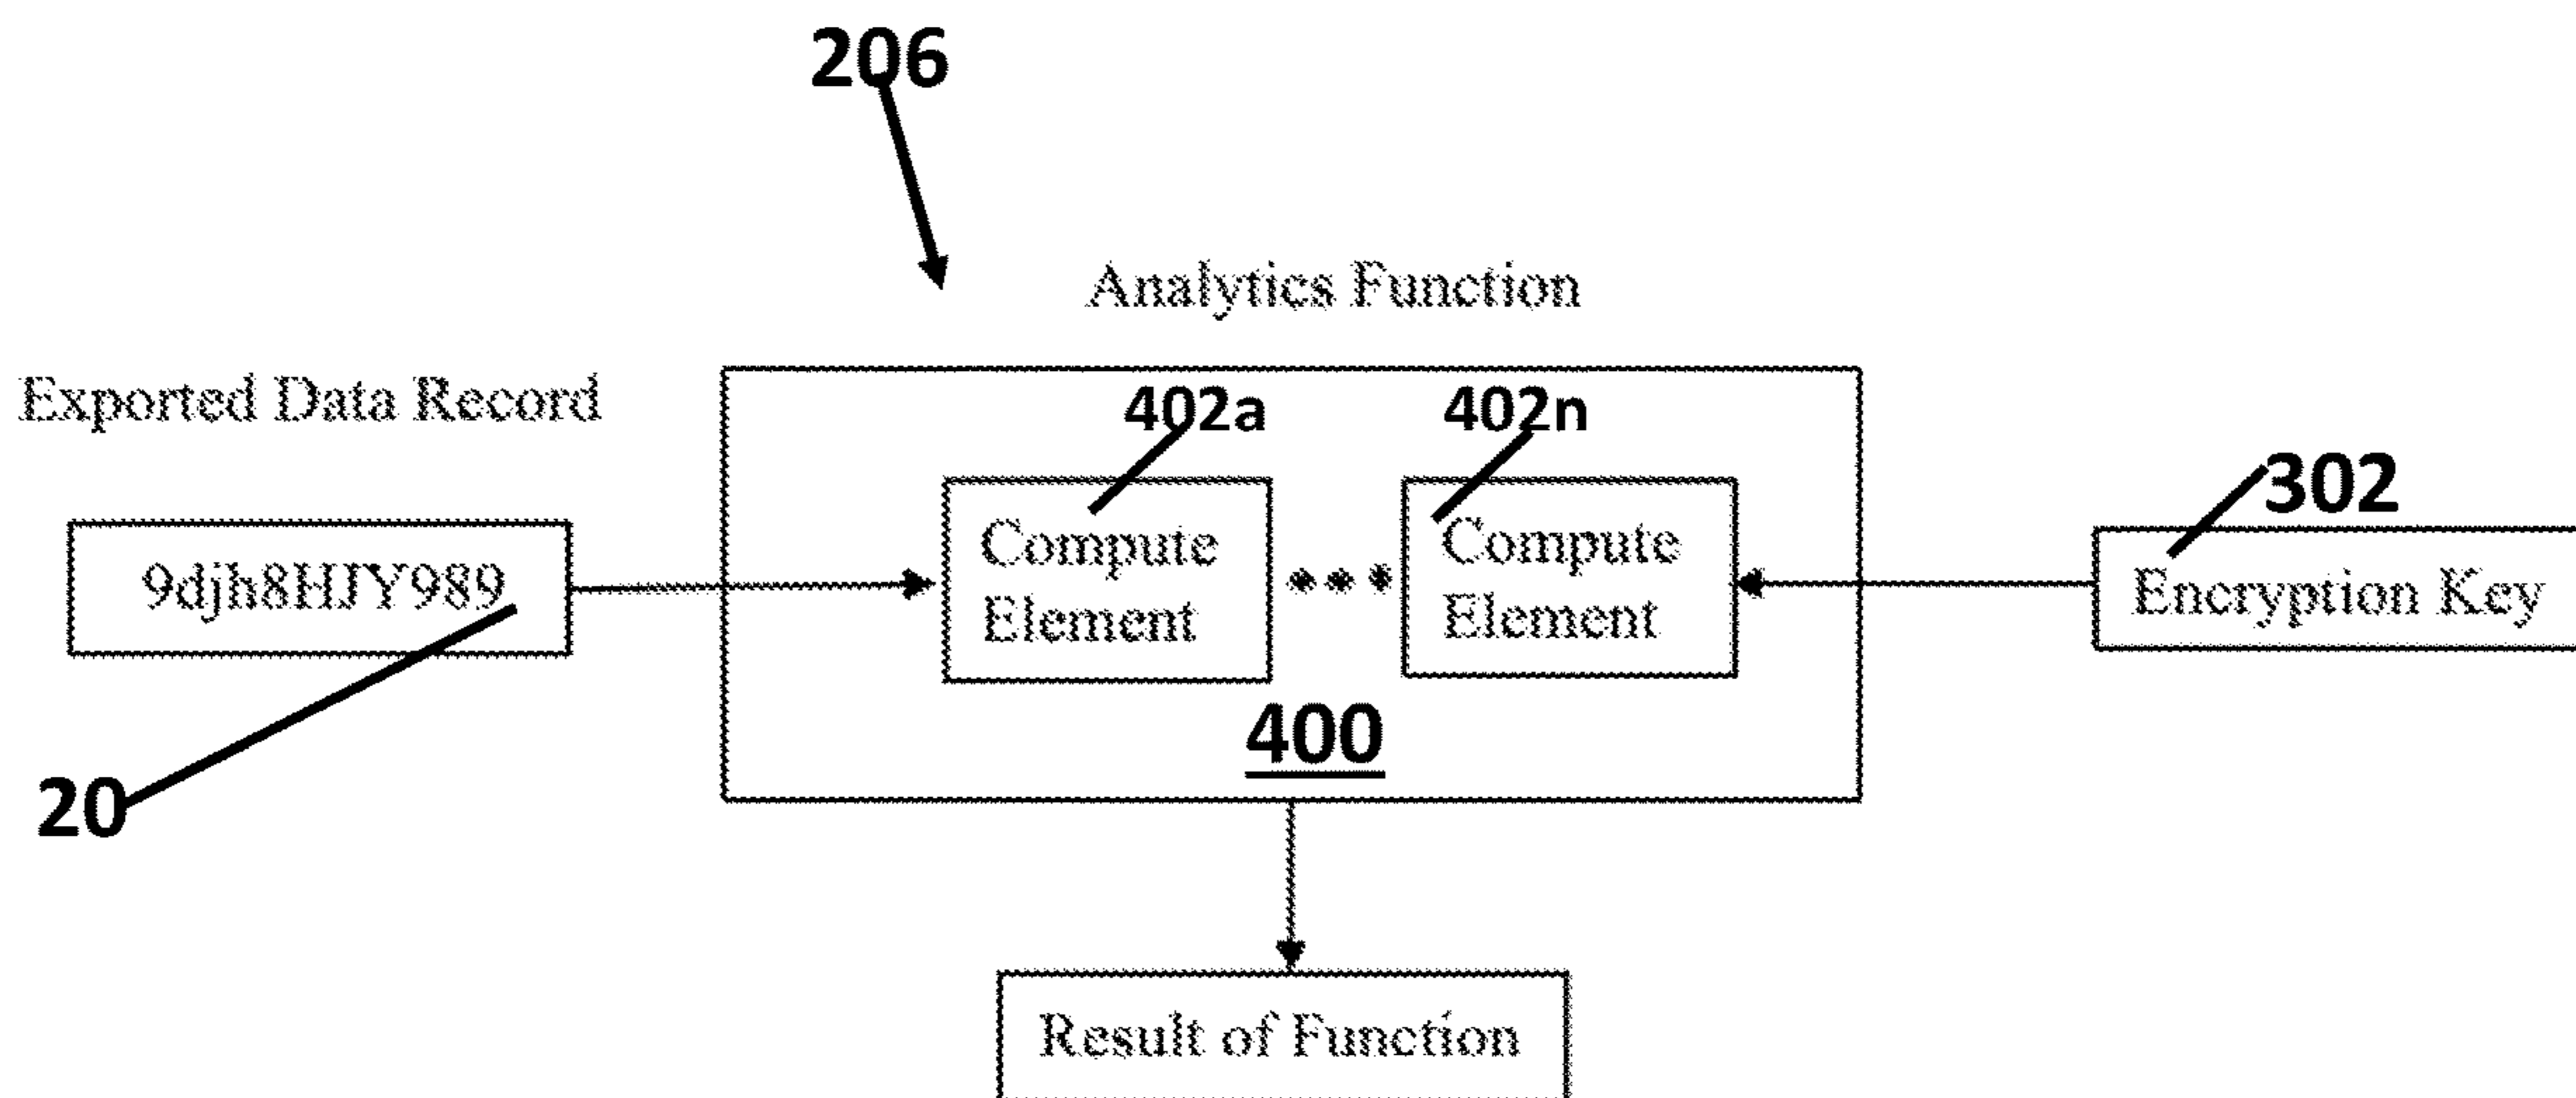 206
Analytics Function
Exported Data Record
402a
402n
302
9djh8HJY989
Compute
Element
Compute
Element
Encryption Key
400
20
Result of Function